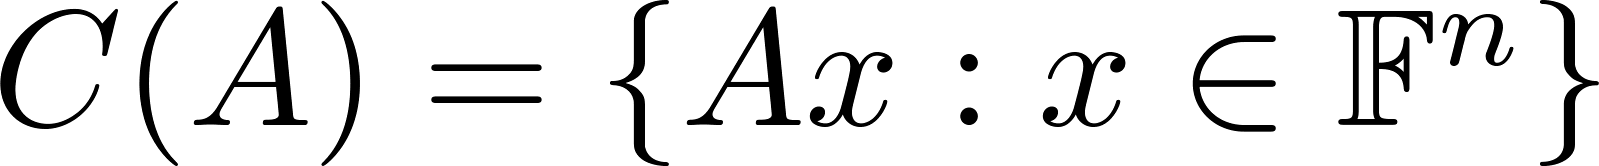 C(A) = {Ax : x ∈ 𝔽ⁿ}